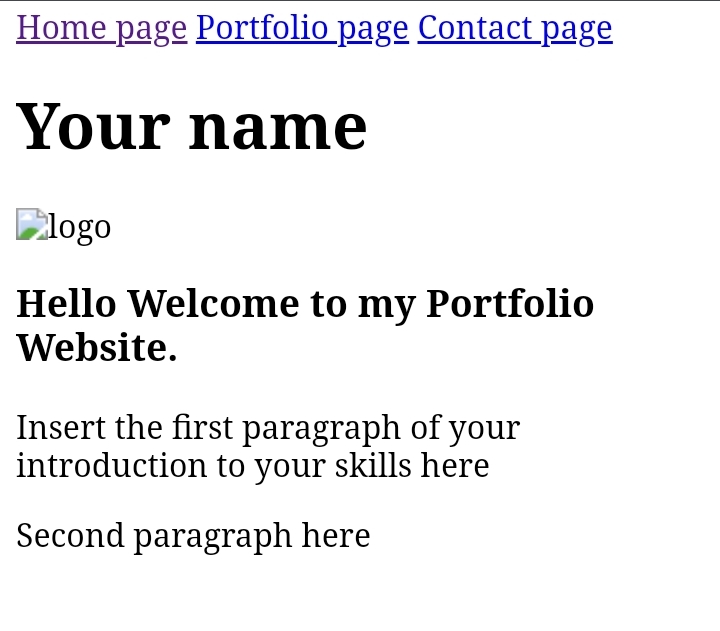 Home page Portfolio page Contact page
Your name
logo
Hello Welcome to my Portfolio
Website.
Insert the first paragraph of your
introduction to your skills here
Second paragraph here